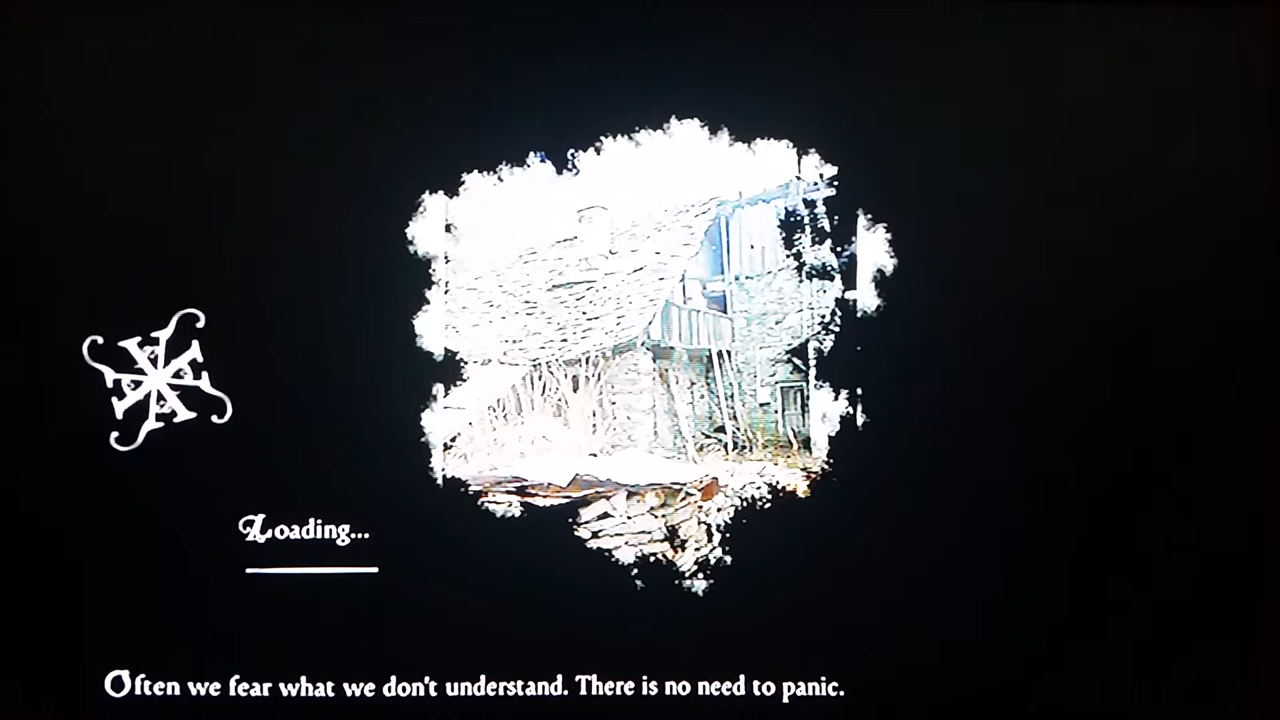 Loading...
Often we fear what we don't understand. There is no need to panic.